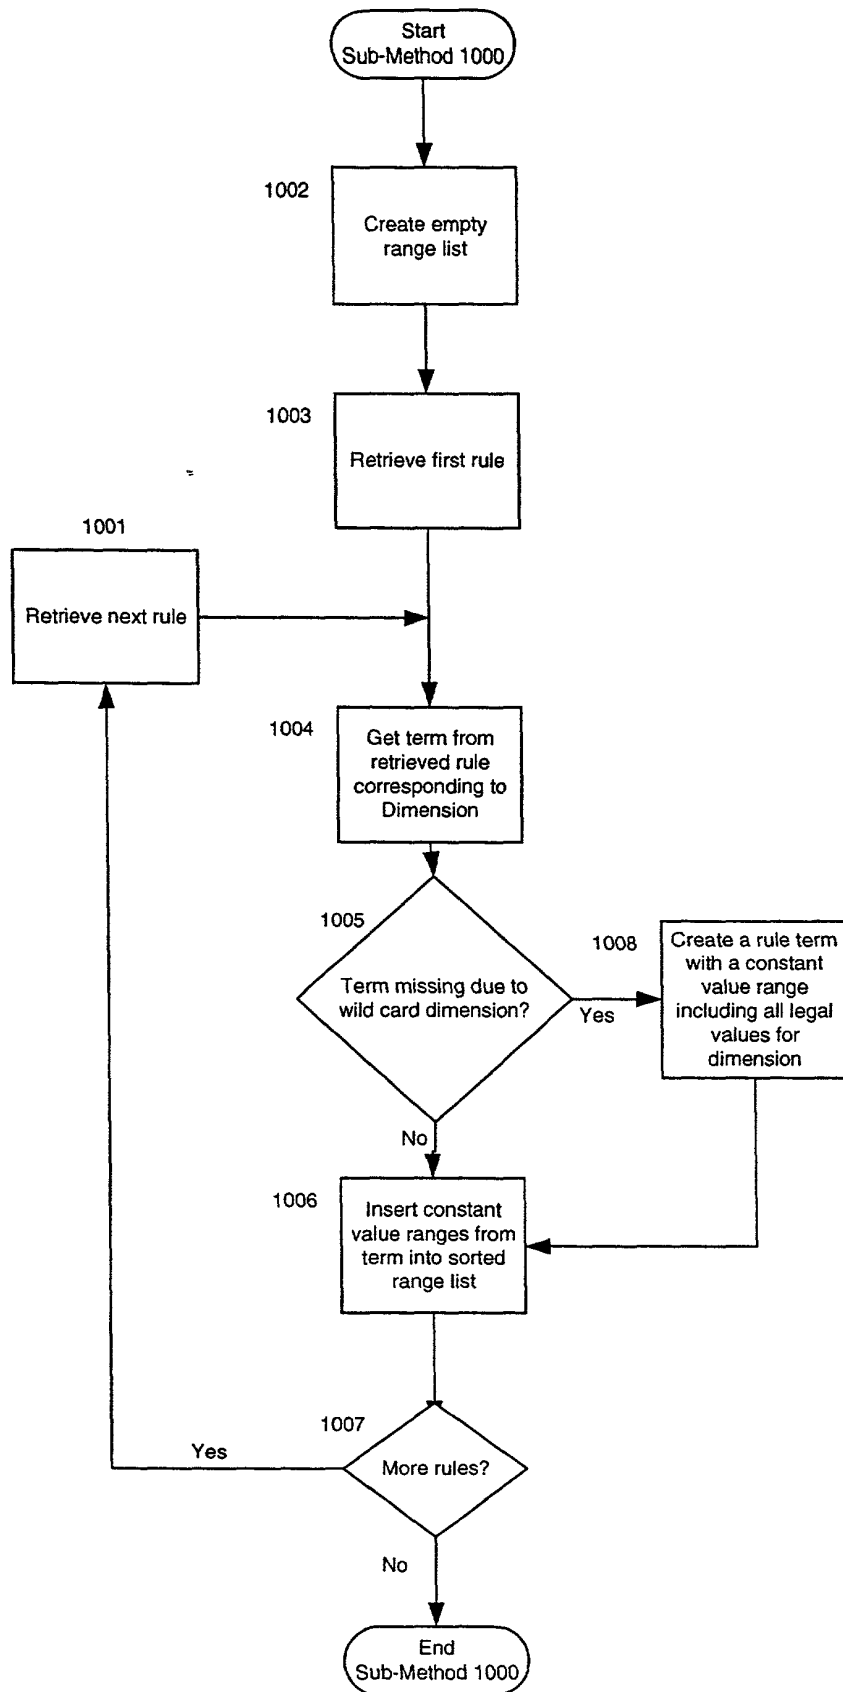 Start
Sub-Method 1000
1002
Create empty
range list
1003
Retrieve first rule
1001
Retrieve next rule
1004
Get term from
retrieved rule
corresponding to
Dimension
1005
Term missing due to
wild card dimension?
Yes
1008
Create a rule term
with a constant
value range
including all legal
values for
dimension
No
1006
Insert constant
value ranges from
term into sorted
range list
1007
More rules?
Yes
No
End
Sub-Method 1000